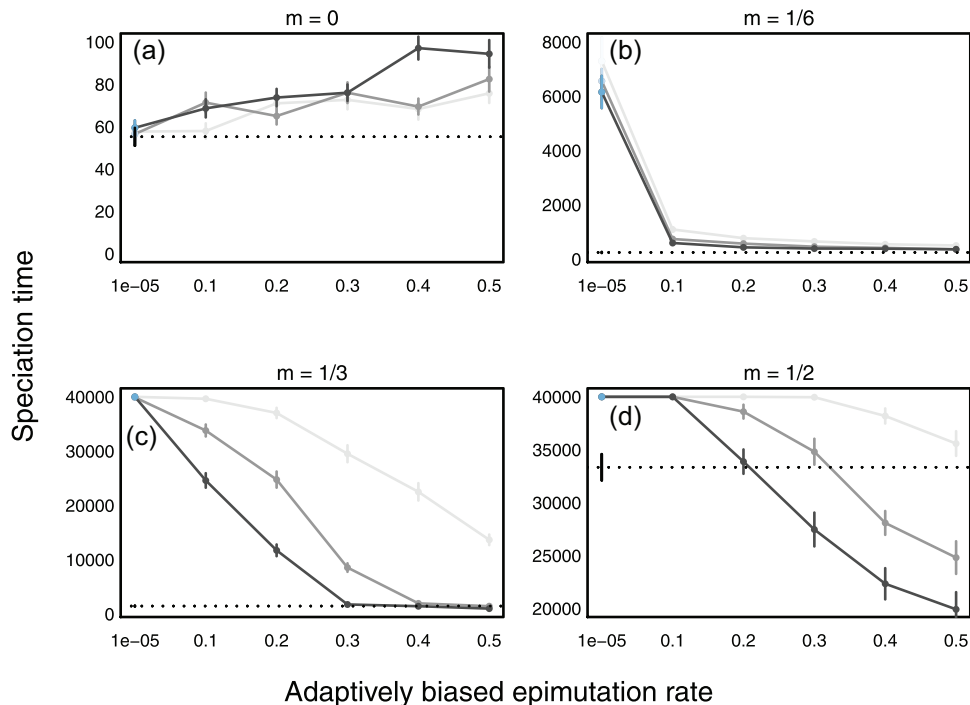 m = 0
(a)
100
80
60
40
20
0
1e−05 0.1 0.2 0.3 0.4 0.5
m = 1/6
(b)
8000
6000
4000
2000
0
1e−05 0.1 0.2 0.3 0.4 0.5
Speciation time
m = 1/3
(c)
40000
30000
20000
10000
0
1e−05 0.1 0.2 0.3 0.4 0.5
m = 1/2
(d)
40000
35000
30000
25000
20000
1e−05 0.1 0.2 0.3 0.4 0.5
Adaptively biased epimutation rate